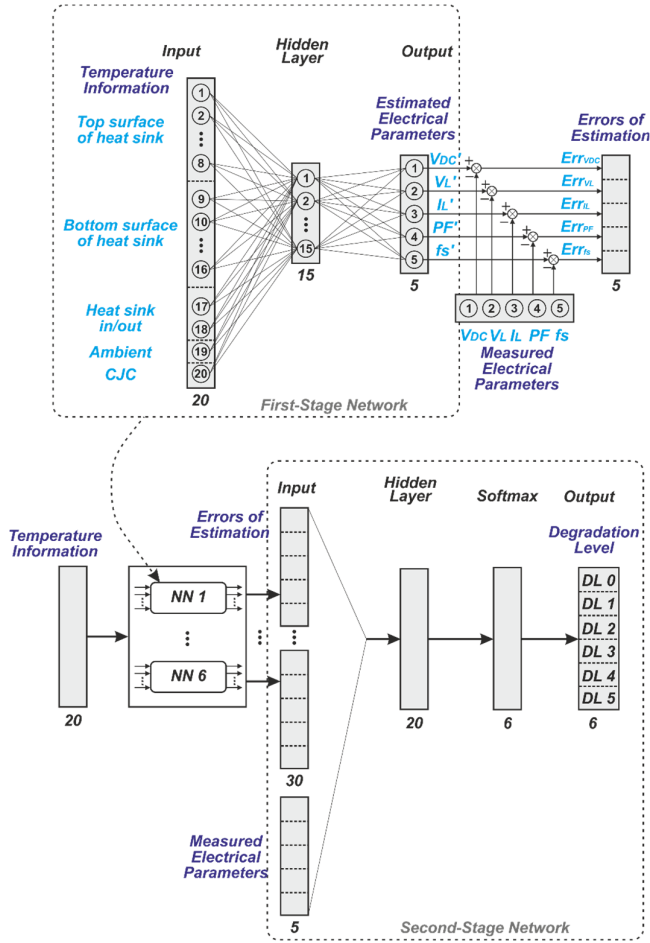 Input
Hidden
Layer
Output
Temperature
Information
Estimated
Electrical
Parameters
Errors of
Estimation
Top surface
of heat sink
Bottom surface
of heat sink
Heat sink
in/out
Ambient
CJC
1
2
8
9
10
16
17
18
19
20
20
1
2
15
15
1
2
3
4
5
5
VDC'
VL'
IL'
PF'
fs'
+
−
+
−
+
−
+
−
+
−
ErrVDC
ErrVL
ErrIL
ErrPF
Errfs
5
1 2 3 4 5
VDC VL IL PF fs
Measured
Electrical
Parameters
First-Stage Network
Input
Hidden
Layer
Softmax
Output
Temperature
Information
Errors of
Estimation
Degradation
Level
NN 1
NN 6
DL 0
DL 1
DL 2
DL 3
DL 4
DL 5
20
30
20
6
6
Measured
Electrical
Parameters
5
Second-Stage Network